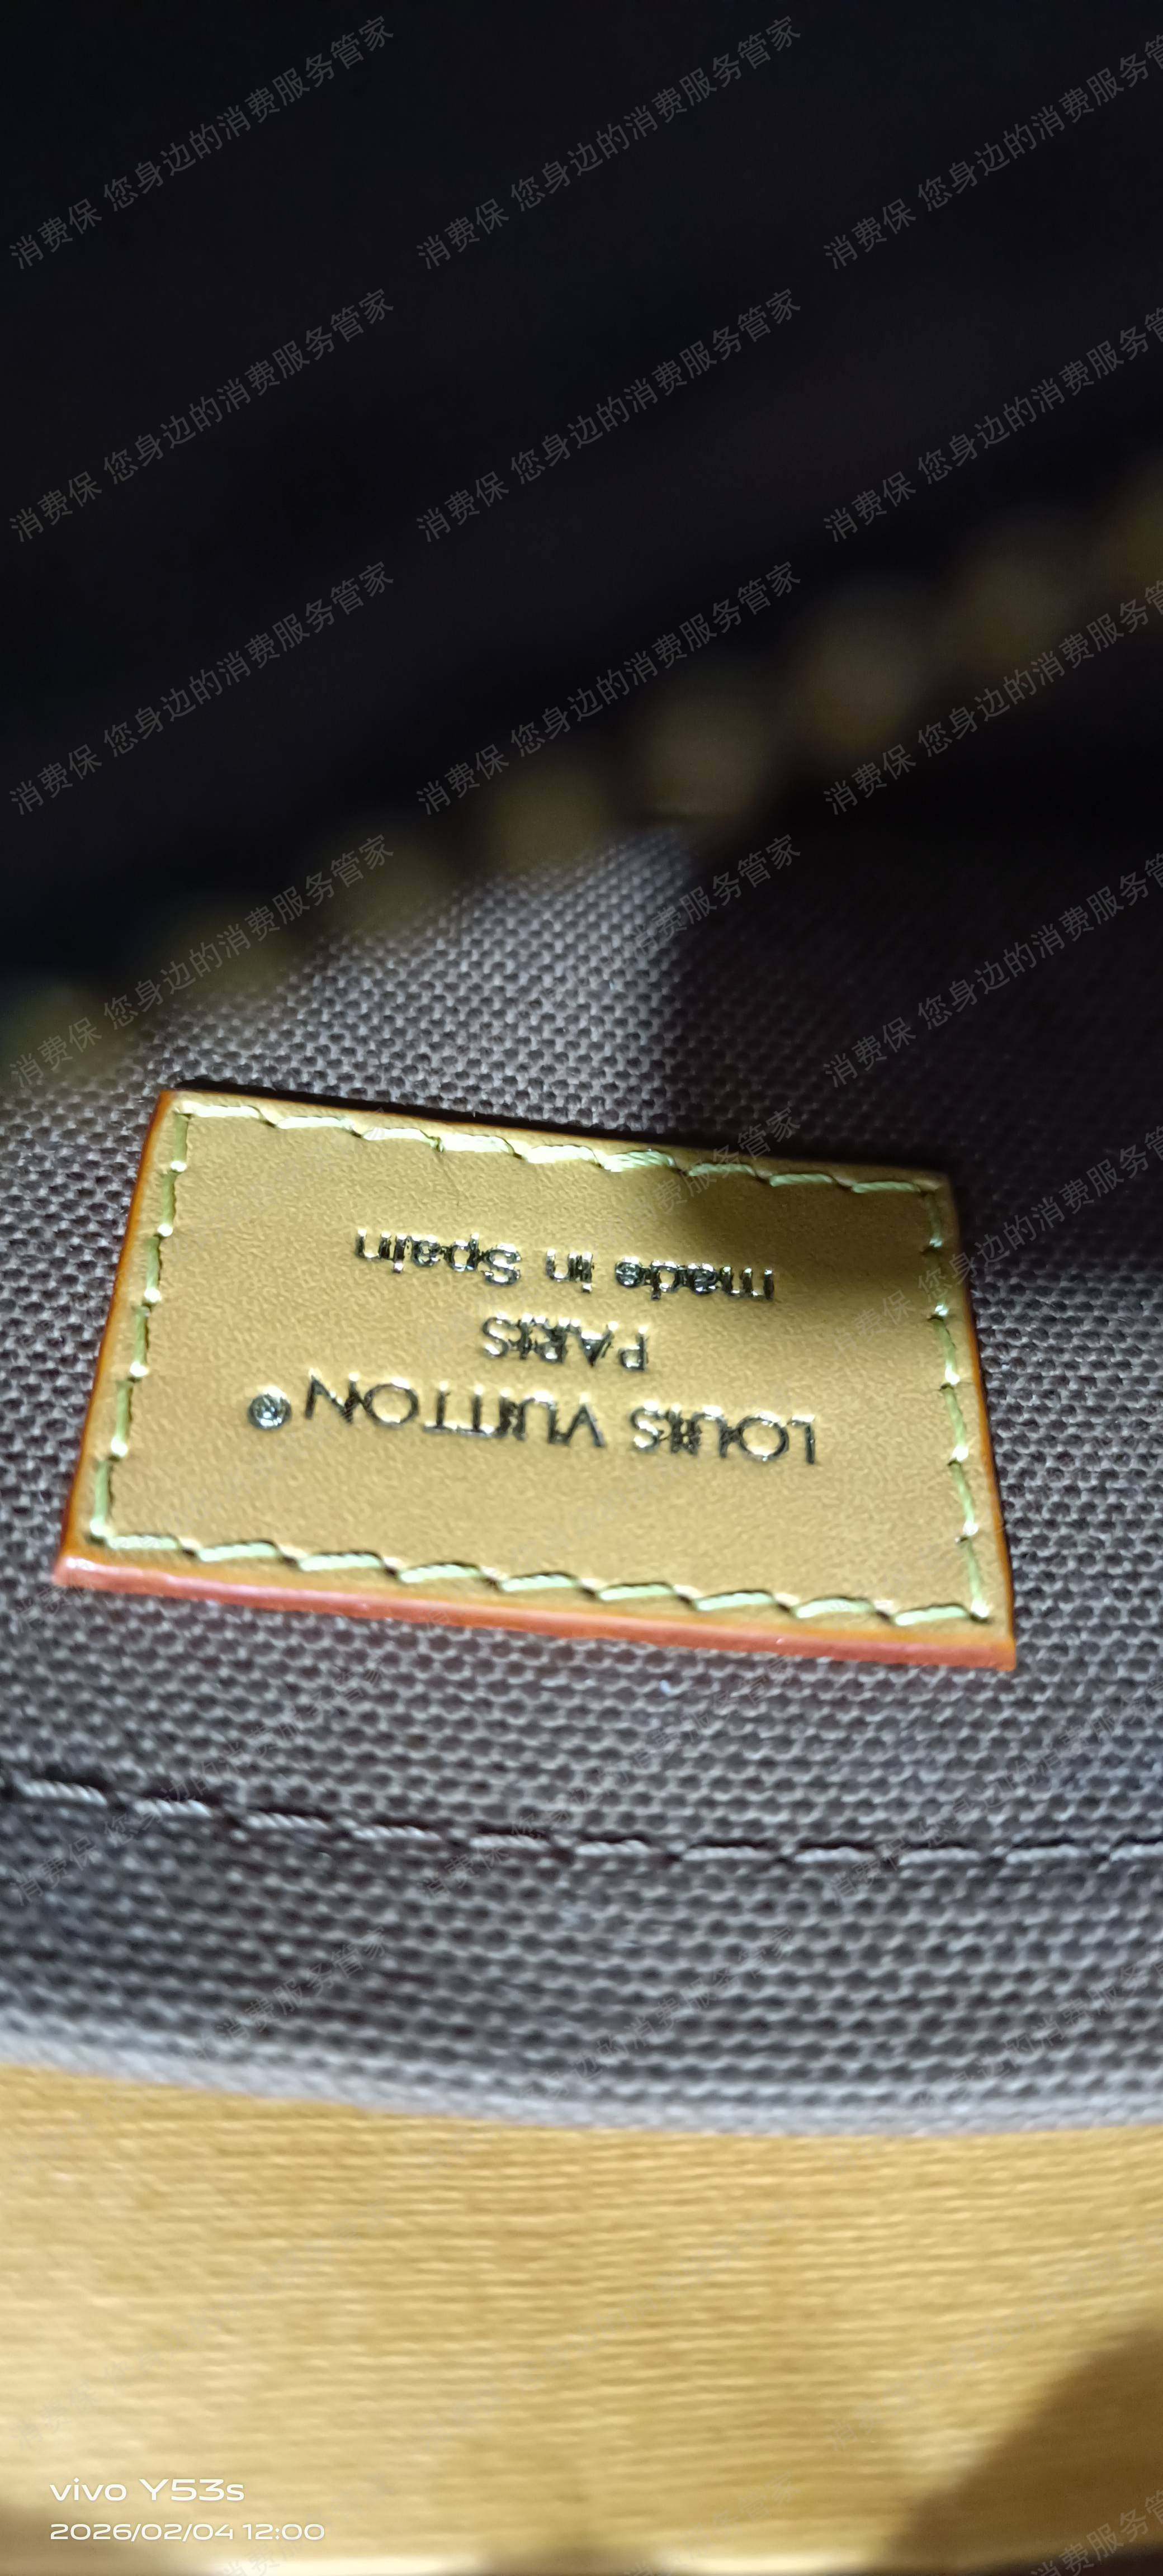 LOUIS VUITTON®
PARIS
made in Spain
消费保 您身边的消费服务管家
vivo Y53s
2026/02/04 12:00